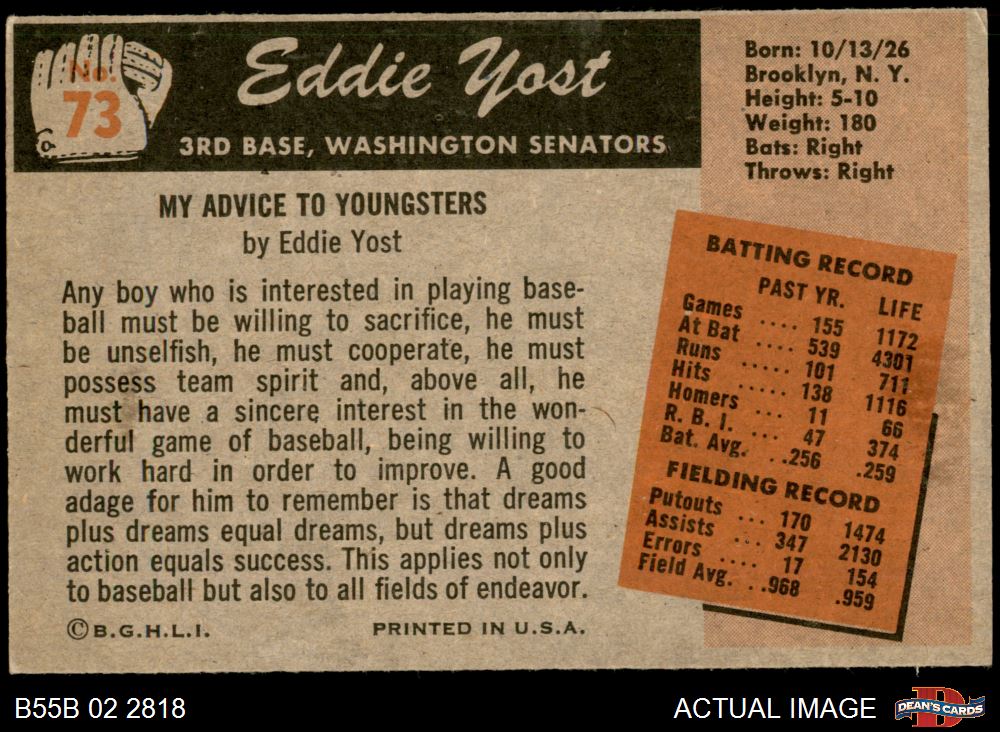 No.
73
Eddie Yost
3RD BASE, WASHINGTON SENATORS
Born: 10/13/26
Brooklyn, N. Y.
Height: 5-10
Weight: 180
Bats: Right
Throws: Right
MY ADVICE TO YOUNGSTERS
by Eddie Yost
Any boy who is interested in playing base-
ball must be willing to sacrifice, he must
be unselfish, he must cooperate, he must
possess team spirit and, above all, he
must have a sincere interest in the won-
derful game of baseball, being willing to
work hard in order to improve. A good
adage for him to remember is that dreams
plus dreams equal dreams, but dreams plus
action equals success. This applies not only
to baseball but also to all fields of endeavor.
© B.G.H.L.I. PRINTED IN U.S.A.
BATTING RECORD
PAST YR. LIFE
Games .... 155 1172
At Bat .... 539 4301
Runs ..... 101 711
Hits ...... 138 1116
Homers ... 11 66
R. B. I. ... 47 374
Bat. Avg. ..256 .259
FIELDING RECORD
Putouts ... 170 1474
Assists ... 347 2130
Errors .... 17 154
Field Avg. ..968 .959
B55B 02 2818
ACTUAL IMAGE
D
DEAN'S CARDS